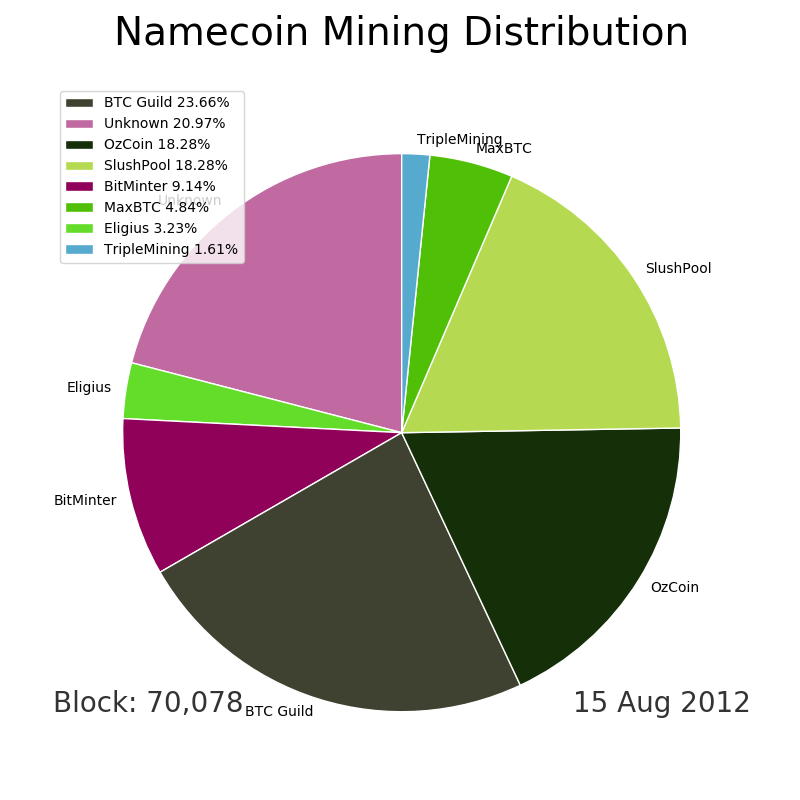 Namecoin Mining Distribution
BTC Guild 23.66%
Unknown 20.97%
OzCoin 18.28%
SlushPool 18.28%
BitMinter 9.14%
MaxBTC 4.84%
Eligius 3.23%
TripleMining 1.61%
TripleMining
MaxBTC
Unknown
SlushPool
Eligius
BitMinter
OzCoin
BTC Guild
Block: 70,078
15 Aug 2012